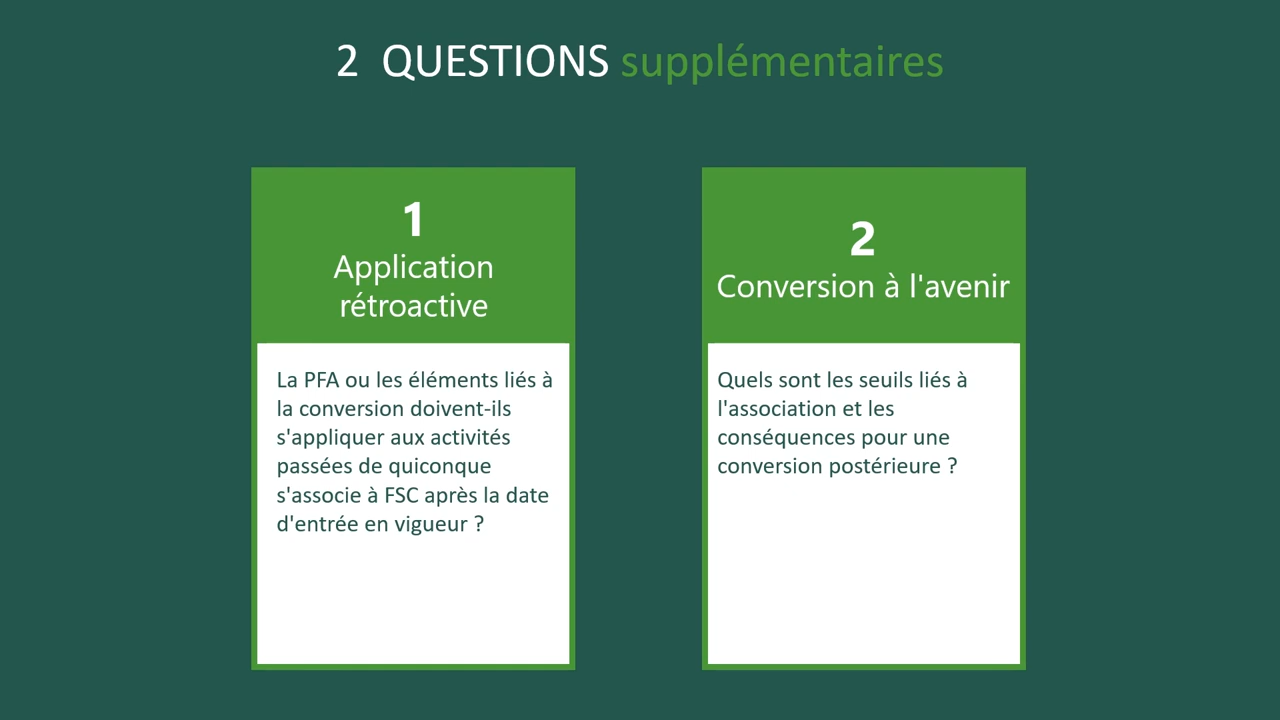 2 QUESTIONS supplémentaires
1
Application
rétroactive
La PFA ou les éléments liés à
la conversion doivent-ils
s'appliquer aux activités
passées de quiconque
s'associe à FSC après la date
d'entrée en vigueur ?
2
Conversion à l'avenir
Quels sont les seuils liés à
l'association et les
conséquences pour une
conversion postérieure ?